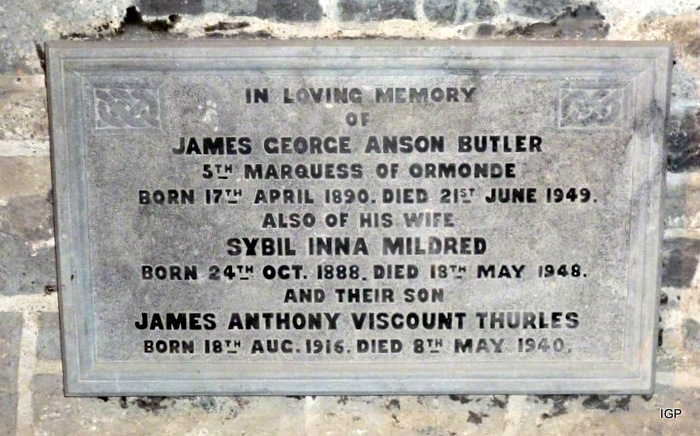 IN LOVING MEMORY
OF
JAMES GEORGE ANSON BUTLER
5TH MARQUESS OF ORMONDE
BORN 17TH APRIL 1890. DIED 21ST JUNE 1949.
ALSO OF HIS WIFE
SYBIL INNA MILDRED
BORN 24TH OCT. 1888. DIED 18TH MAY 1948.
AND THEIR SON
JAMES ANTHONY VISCOUNT THURLES
BORN 18TH AUG. 1916. DIED 8TH MAY 1940.
IGP